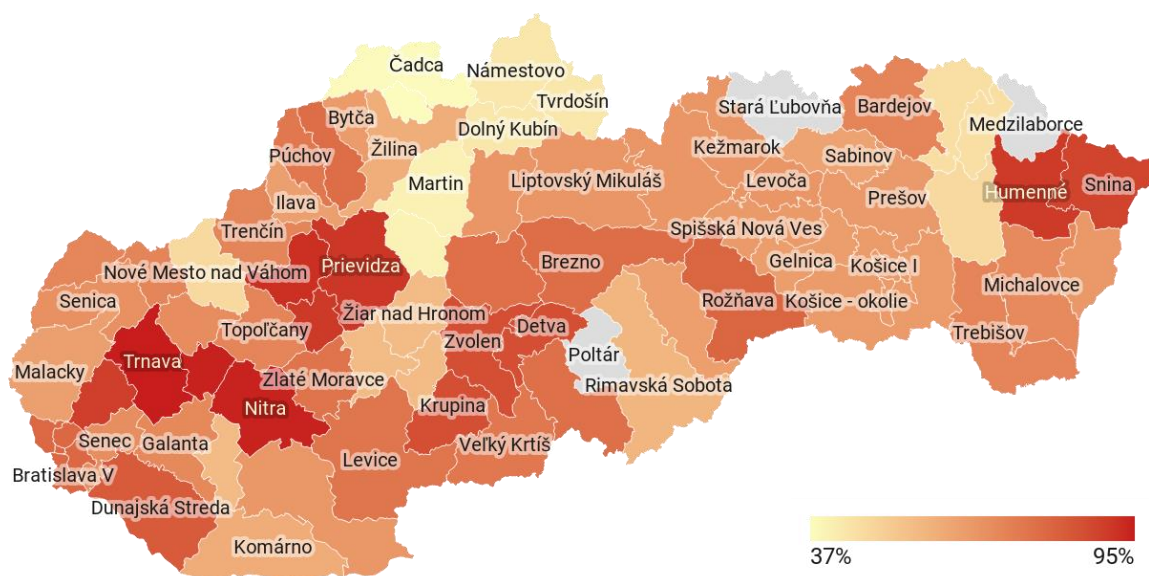 Čadca
Námestovo
Tvrdošín
Stará Ľubovňa
Bardejov
Medzilaborce
Bytča
Žilina
Dolný Kubín
Kežmarok
Sabinov
Púchov
Martin
Liptovský Mikuláš
Levoča
Prešov
Humenné
Snina
Ilava
Trenčín
Spišská Nová Ves
Prievidza
Brezno
Gelnica
Košice I
Nové Mesto nad Váhom
Michalovce
Senica
Rožňava
Košice - okolie
Topoľčany
Žiar nad Hronom
Zvolen
Detva
Trebišov
Trnava
Poltár
Malacky
Zlaté Moravce
Rimavská Sobota
Nitra
Krupina
Senec
Galanta
Veľký Krtíš
Levice
Bratislava V
Dunajská Streda
Komárno
37%
95%